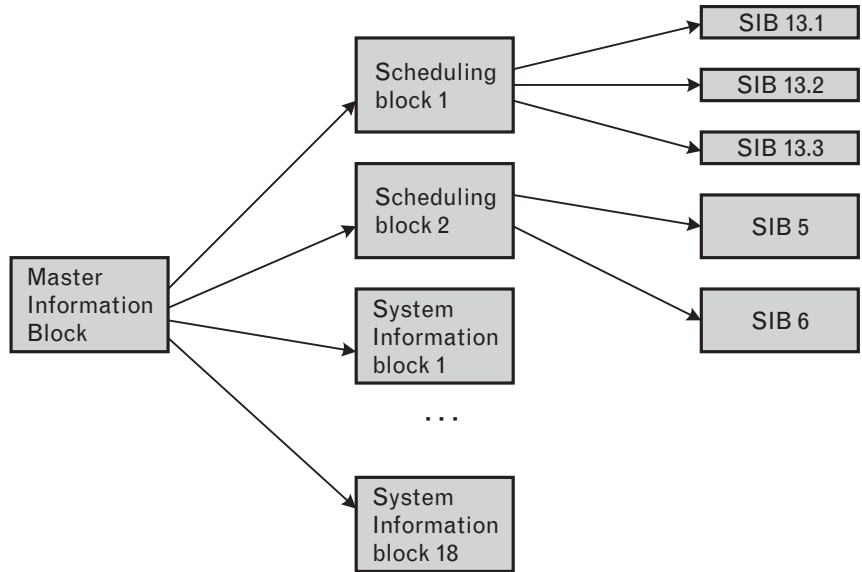 Master
Information
Block
Scheduling
block 1
Scheduling
block 2
System
Information
block 1
...
System
Information
block 18
SIB 13.1
SIB 13.2
SIB 13.3
SIB 5
SIB 6